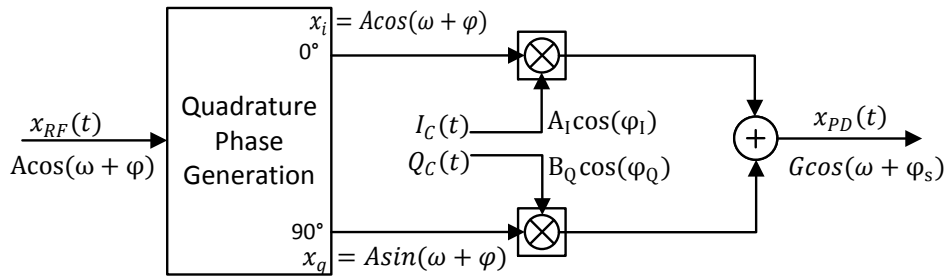 x_i = Acos(ω + φ)
0°
Quadrature
Phase
Generation
x_RF(t)
Acos(ω + φ)
I_C(t)
A_I cos(φ_I)
Q_C(t)
B_Q cos(φ_Q)
+
x_PD(t)
Gcos(ω + φ_s)
90°
x_q = Asin(ω + φ)